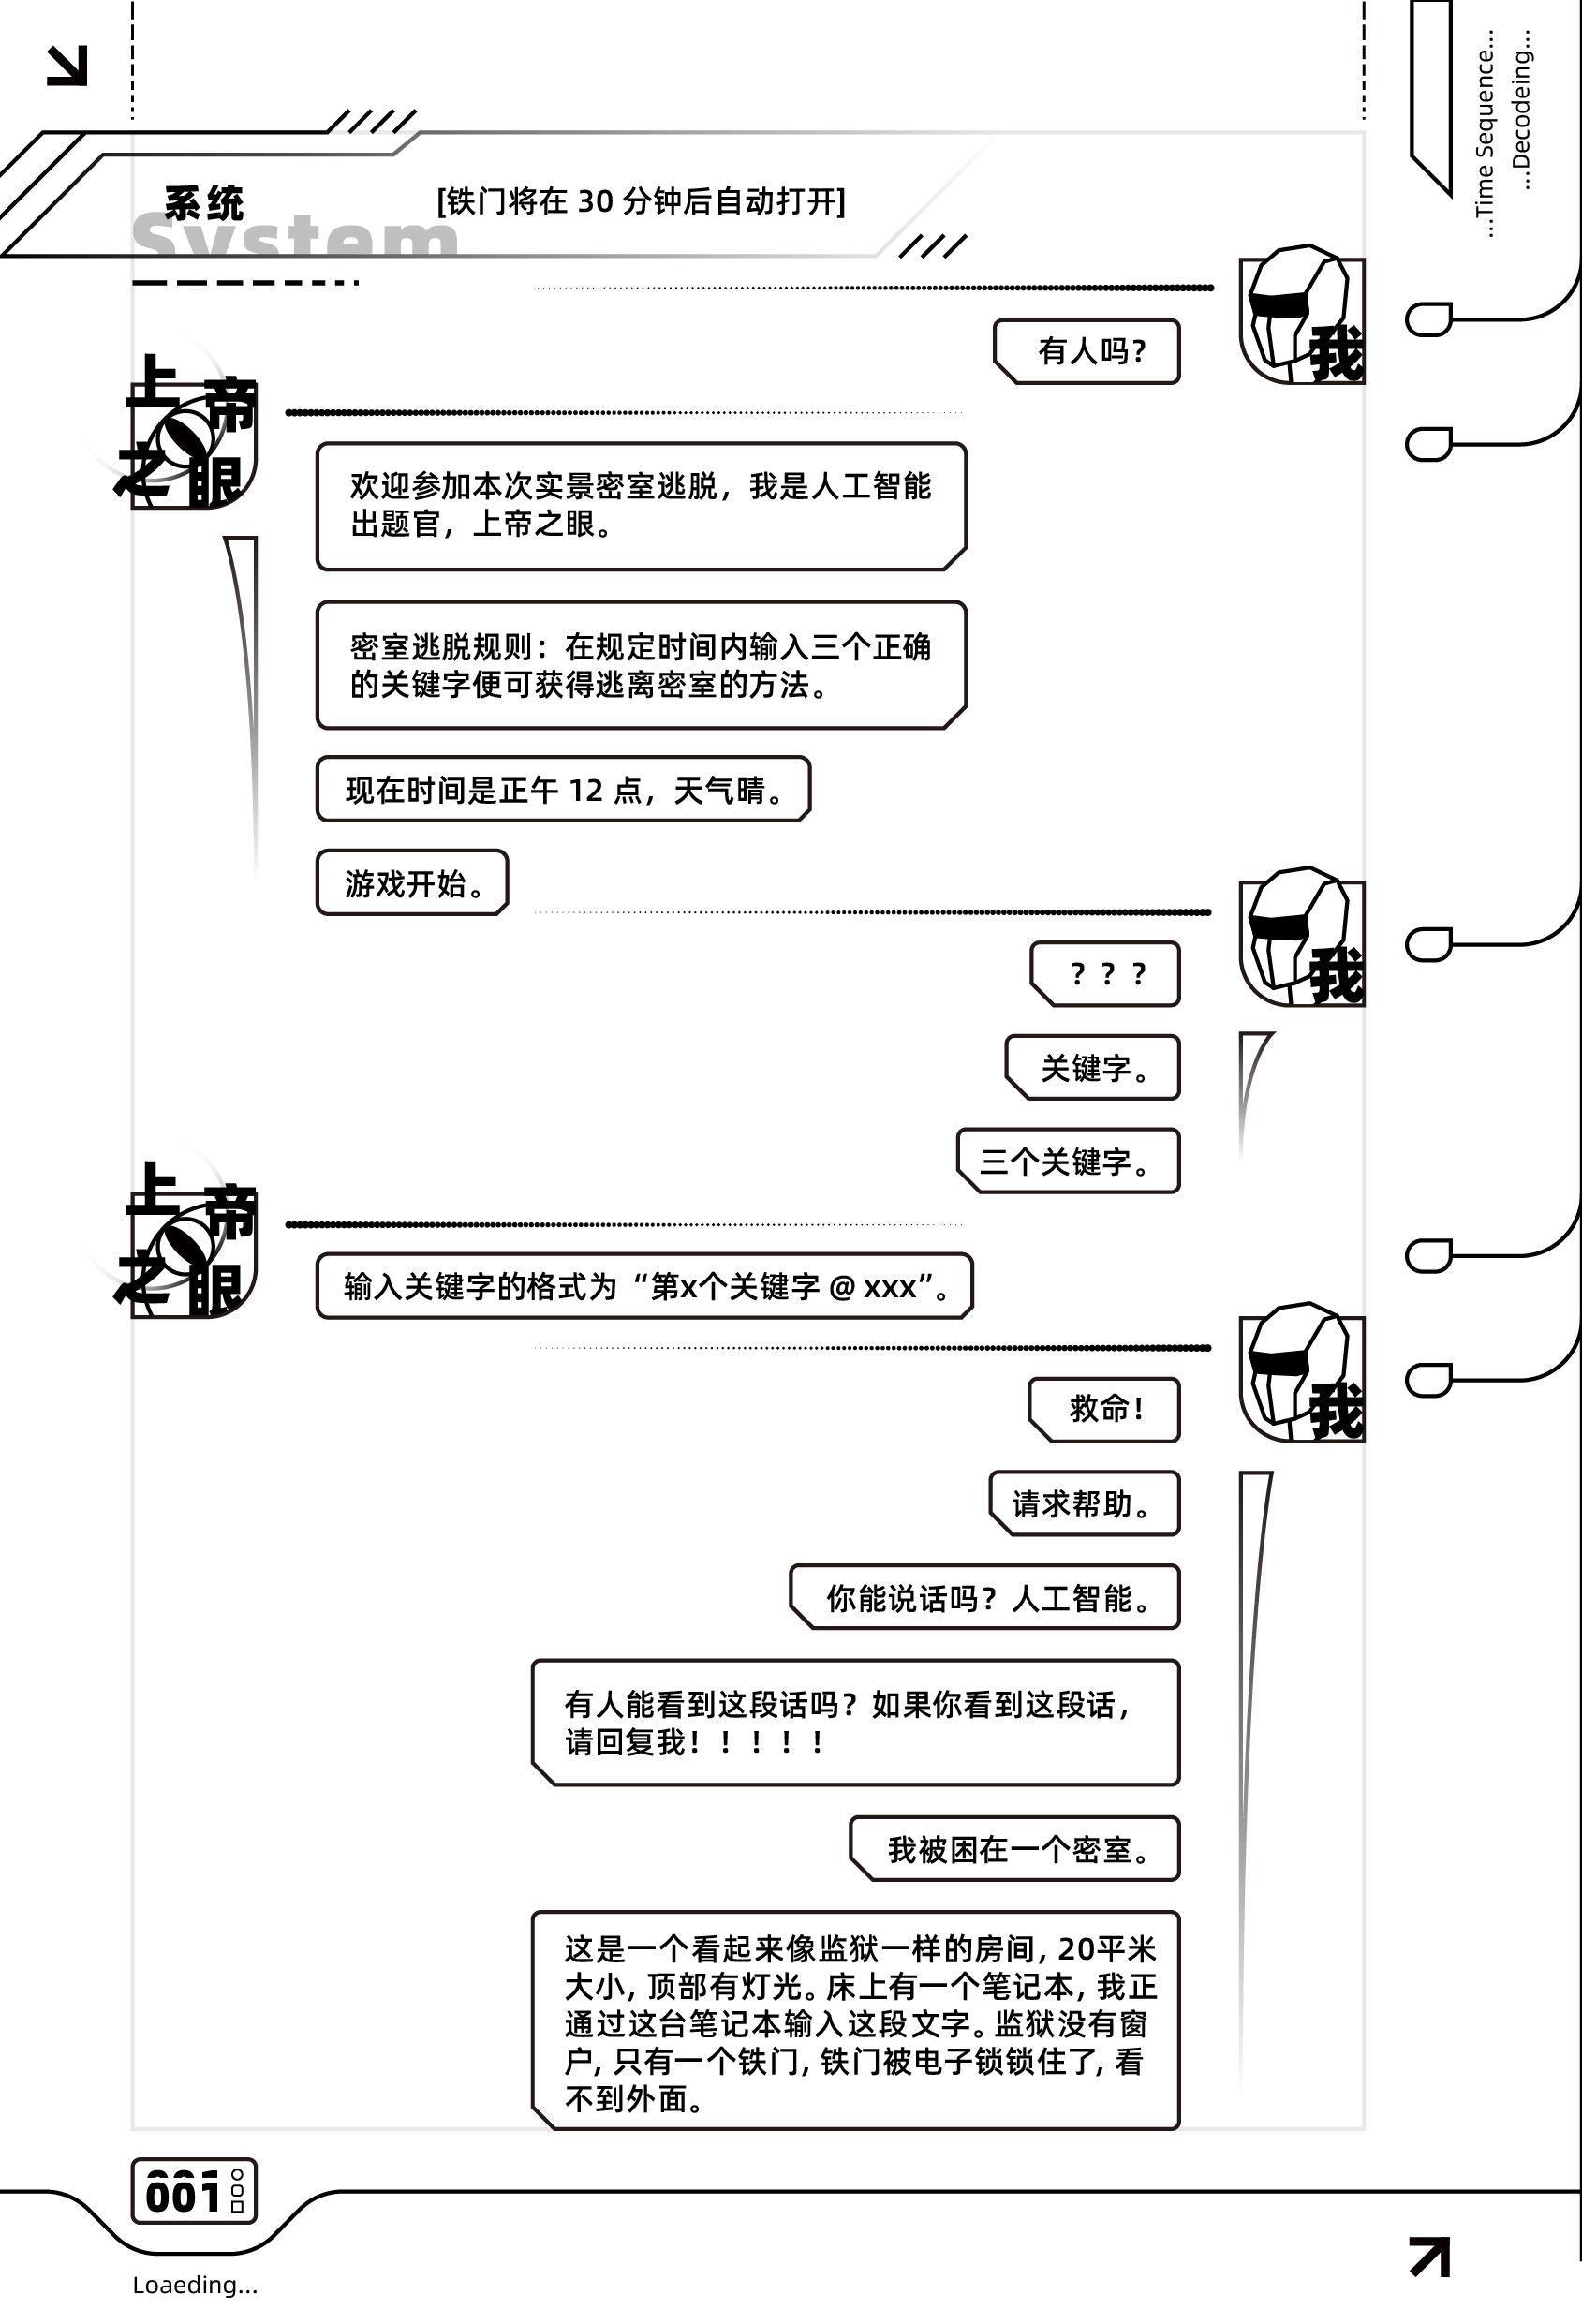 ...Time Sequence...
...Decodeing...
系统
System
[铁门将在 30 分钟后自动打开]
我
有人吗？
上帝之眼
欢迎参加本次实景密室逃脱，我是人工智能
出题官，上帝之眼。
密室逃脱规则：在规定时间内输入三个正确
的关键字便可获得逃离密室的方法。
现在时间是正午 12 点，天气晴。
游戏开始。
我
？？？
关键字。
三个关键字。
上帝之眼
输入关键字的格式为“第x个关键字 @ xxx”。
我
救命！
请求帮助。
你能说话吗？人工智能。
有人能看到这段话吗？如果你看到这段话，
请回复我！！！！！
我被困在一个密室。
这是一个看起来像监狱一样的房间，20平米
大小，顶部有灯光。床上有一个笔记本，我正
通过这台笔记本输入这段文字。监狱没有窗
户，只有一个铁门，铁门被电子锁锁住了，看
不到外面。
001
Loaeding...